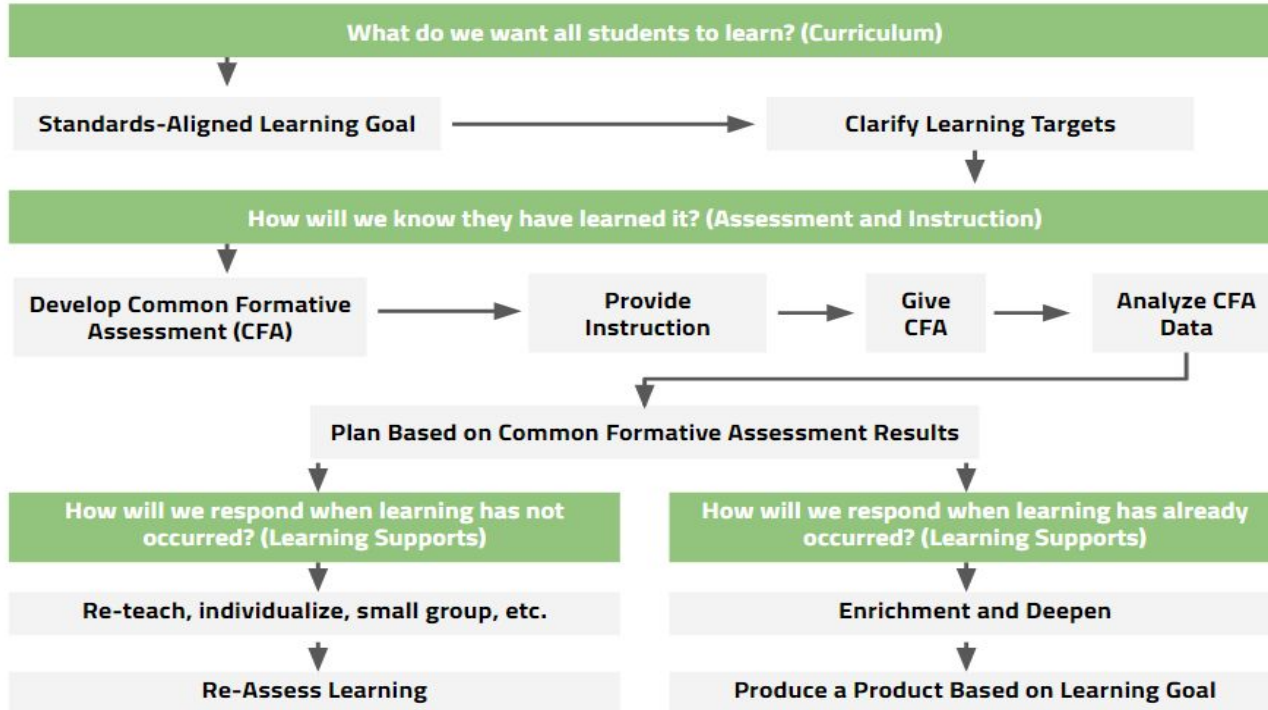 What do we want all students to learn? (Curriculum)
Standards-Aligned Learning Goal
Clarify Learning Targets
How will we know they have learned it? (Assessment and Instruction)
Develop Common Formative
Assessment (CFA)
Provide
Instruction
Give
CFA
Analyze CFA
Data
Plan Based on Common Formative Assessment Results
How will we respond when learning has not
occurred? (Learning Supports)
How will we respond when learning has already
occurred? (Learning Supports)
Re-teach, individualize, small group, etc.
Enrichment and Deepen
Re-Assess Learning
Produce a Product Based on Learning Goal